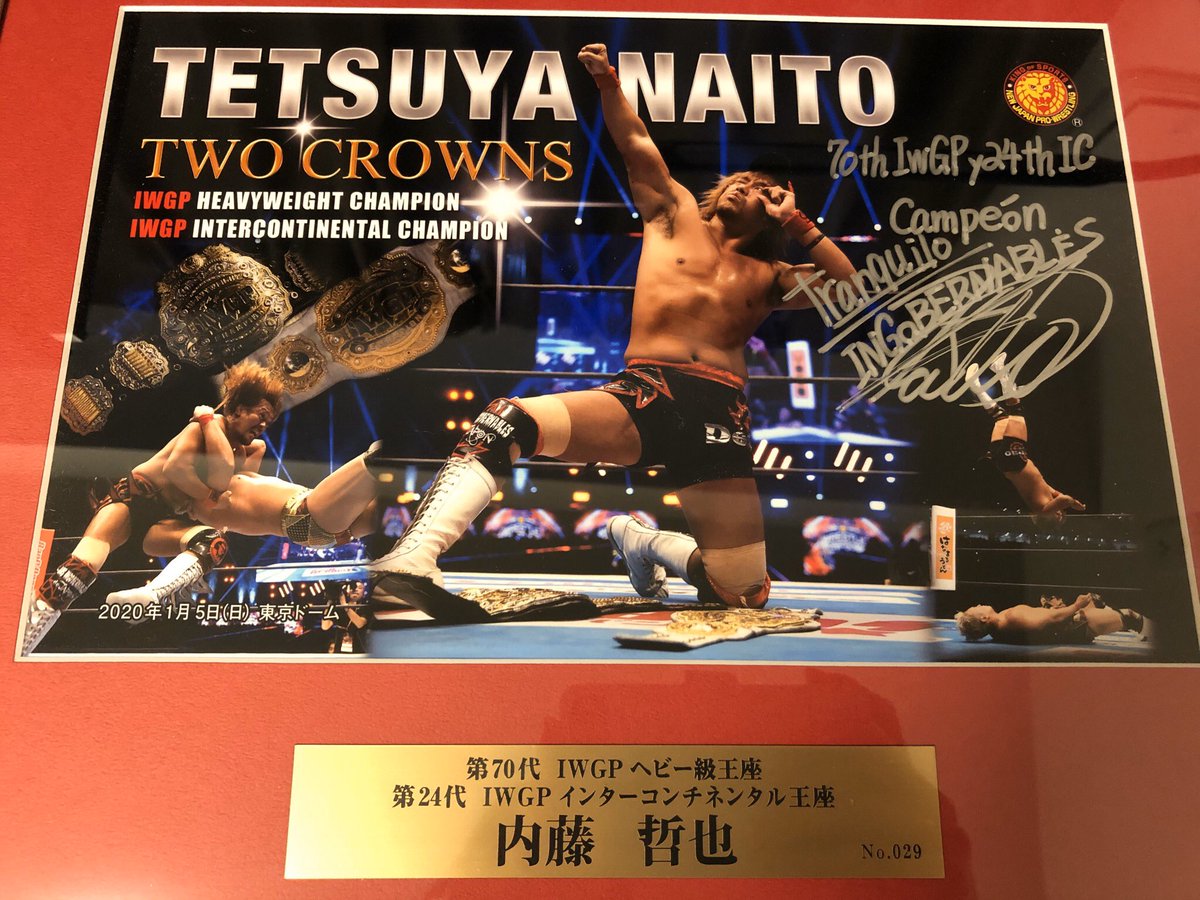 TETSUYA NAITO
TWO CROWNS
IWGP HEAVYWEIGHT CHAMPION
IWGP INTERCONTINENTAL CHAMPION
KING OF SPORTS
NEW JAPAN PRO-WRESTLING
®
70th IWGP y 24th IC
Campeón
tranquilo
INGoBERNABLES
2020年1月5日(日) 東京ドーム
第70代 IWGP ヘビー級王座
第24代 IWGP インターコンチネンタル王座
内藤 哲也
No.029